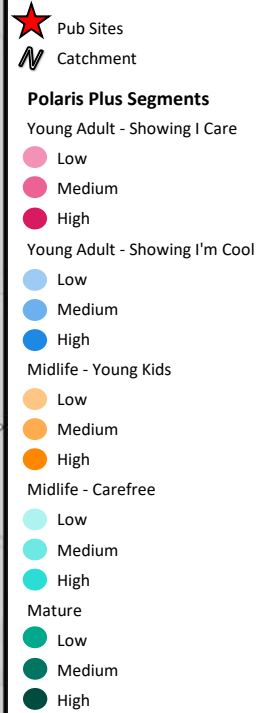 Pub Sites
Catchment
Polaris Plus Segments
Young Adult - Showing I Care
Low
Medium
High
Young Adult - Showing I'm Cool
Low
Medium
High
Midlife - Young Kids
Low
Medium
High
Midlife - Carefree
Low
Medium
High
Mature
Low
Medium
High